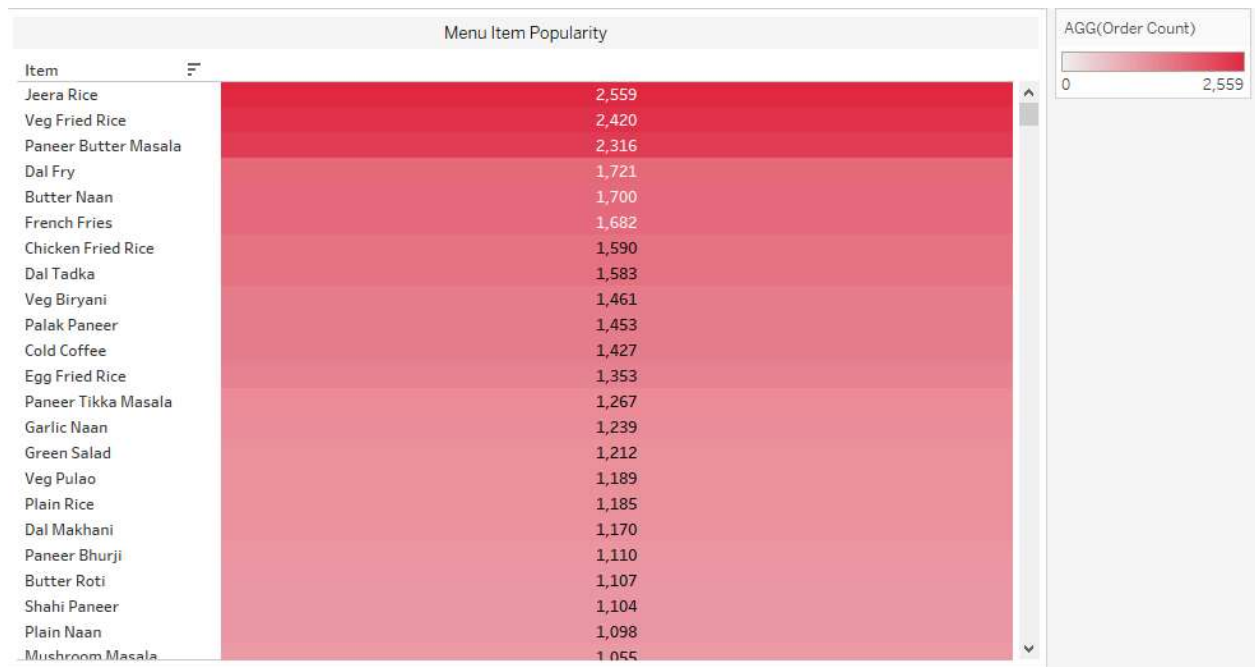 Menu Item Popularity
AGG(Order Count)
0 2,559
Item
Jeera Rice 2,559
Veg Fried Rice 2,420
Paneer Butter Masala 2,316
Dal Fry 1,721
Butter Naan 1,700
French Fries 1,682
Chicken Fried Rice 1,590
Dal Tadka 1,583
Veg Biryani 1,461
Palak Paneer 1,453
Cold Coffee 1,427
Egg Fried Rice 1,353
Paneer Tikka Masala 1,267
Garlic Naan 1,239
Green Salad 1,212
Veg Pulao 1,189
Plain Rice 1,185
Dal Makhani 1,170
Paneer Bhurji 1,110
Butter Roti 1,107
Shahi Paneer 1,104
Plain Naan 1,098
Mushroom Masala 1,055